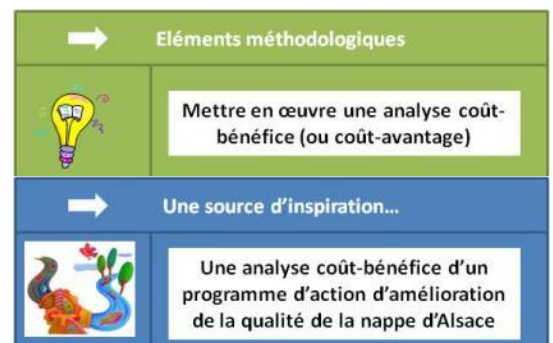 Eléments méthodologiques
Mettre en œuvre une analyse coût-
bénéfice (ou coût-avantage)
Une source d'inspiration…
Une analyse coût-bénéfice d'un
programme d'action d'amélioration
de la qualité de la nappe d'Alsace